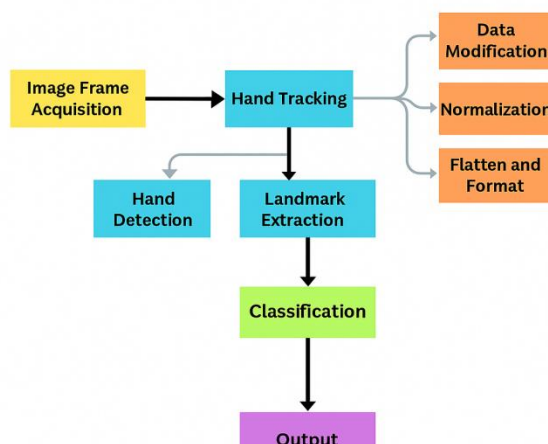 Data
Modification
Image Frame
Acquisition
Hand Tracking
Normalization
Flatten and
Format
Hand
Detection
Landmark
Extraction
Classification
Output